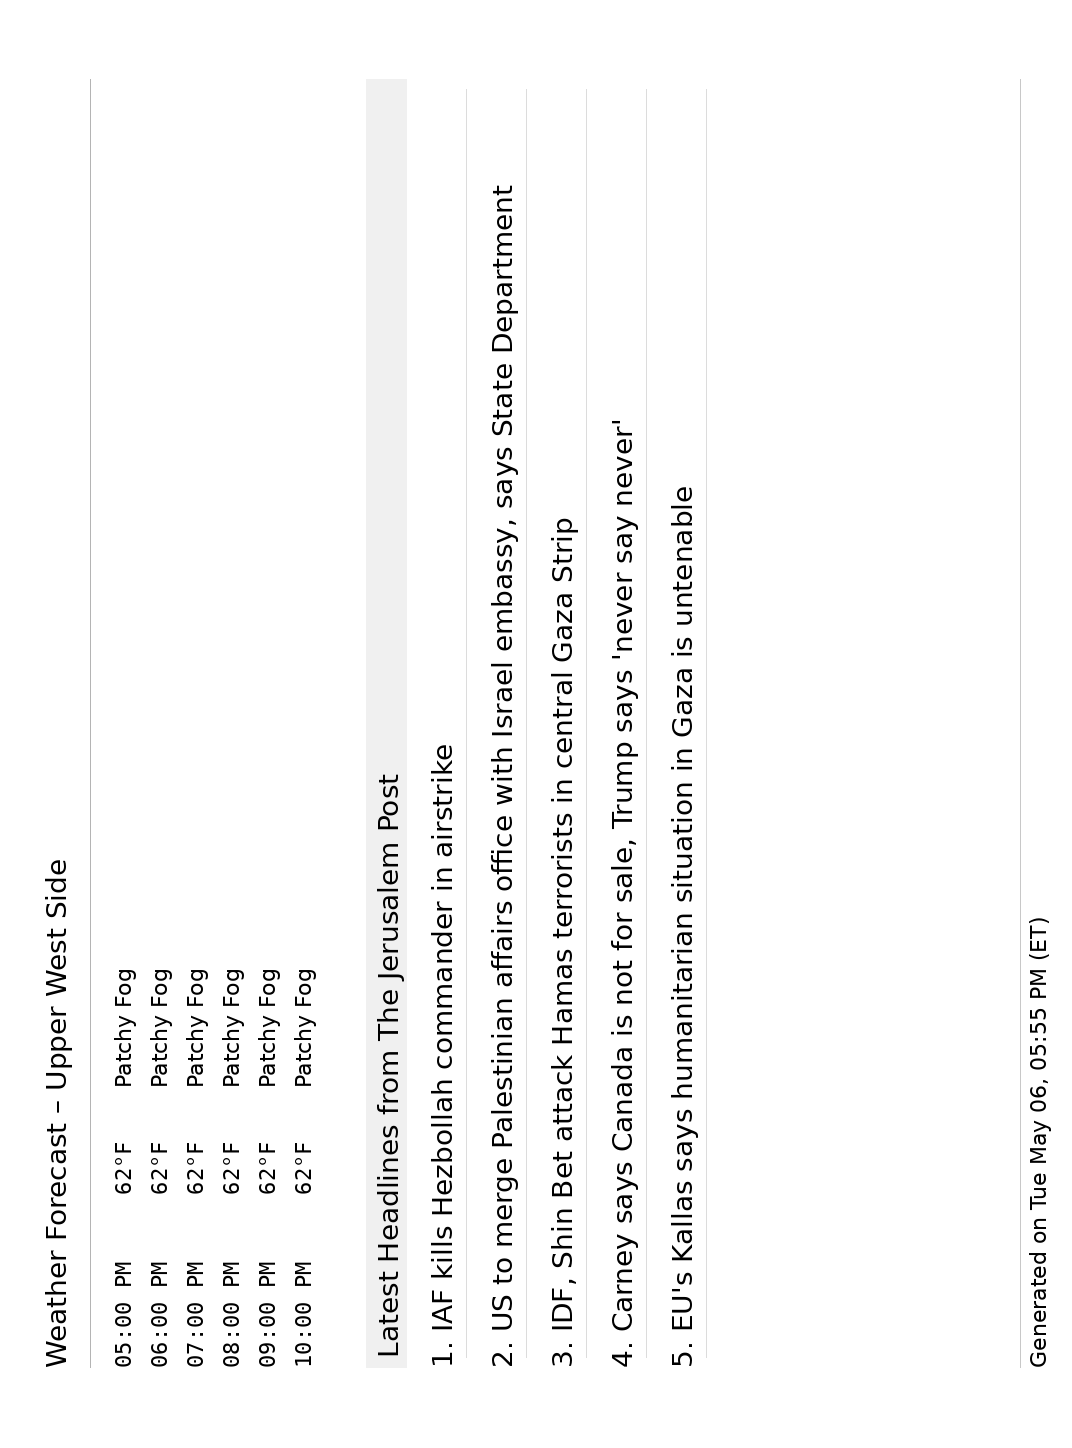 Weather Forecast – Upper West Side
05:00 PM 62°F Patchy Fog
06:00 PM 62°F Patchy Fog
07:00 PM 62°F Patchy Fog
08:00 PM 62°F Patchy Fog
09:00 PM 62°F Patchy Fog
10:00 PM 62°F Patchy Fog
Latest Headlines from The Jerusalem Post
1. IAF kills Hezbollah commander in airstrike
2. US to merge Palestinian affairs office with Israel embassy, says State Department
3. IDF, Shin Bet attack Hamas terrorists in central Gaza Strip
4. Carney says Canada is not for sale, Trump says 'never say never'
5. EU's Kallas says humanitarian situation in Gaza is untenable
Generated on Tue May 06, 05:55 PM (ET)